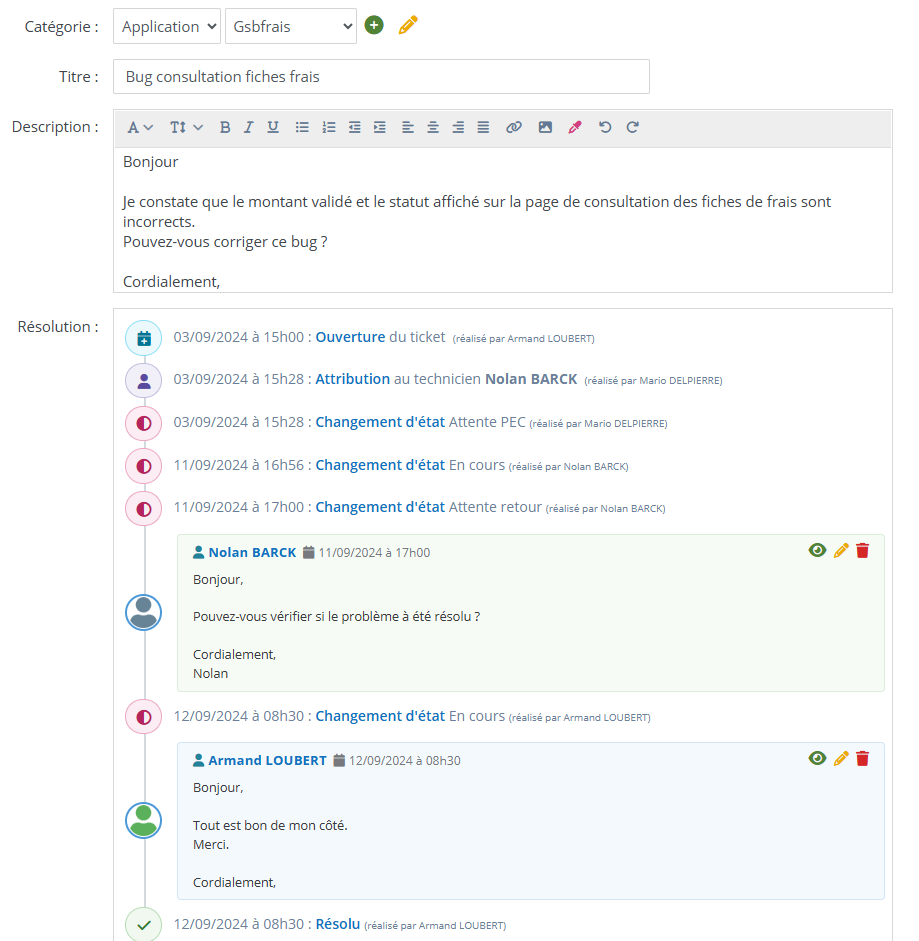 Catégorie : Application Gsbfrais
Titre : Bug consultation fiches frais
Description :
Bonjour
Je constate que le montant validé et le statut affiché sur la page de consultation des fiches de frais sont
incorrects.
Pouvez-vous corriger ce bug ?
Cordialement,
Résolution :
03/09/2024 à 15h00 : Ouverture du ticket (réalisé par Armand LOUBERT)
03/09/2024 à 15h28 : Attribution au technicien Nolan BARCK (réalisé par Mario DELPIERRE)
03/09/2024 à 15h28 : Changement d'état Attente PEC (réalisé par Mario DELPIERRE)
11/09/2024 à 16h56 : Changement d'état En cours (réalisé par Nolan BARCK)
11/09/2024 à 17h00 : Changement d'état Attente retour (réalisé par Nolan BARCK)
Nolan BARCK 11/09/2024 à 17h00
Bonjour,
Pouvez-vous vérifier si le problème à été résolu ?
Cordialement,
Nolan
12/09/2024 à 08h30 : Changement d'état En cours (réalisé par Armand LOUBERT)
Armand LOUBERT 12/09/2024 à 08h30
Bonjour,
Tout est bon de mon côté.
Merci.
Cordialement,
12/09/2024 à 08h30 : Résolu (réalisé par Armand LOUBERT)